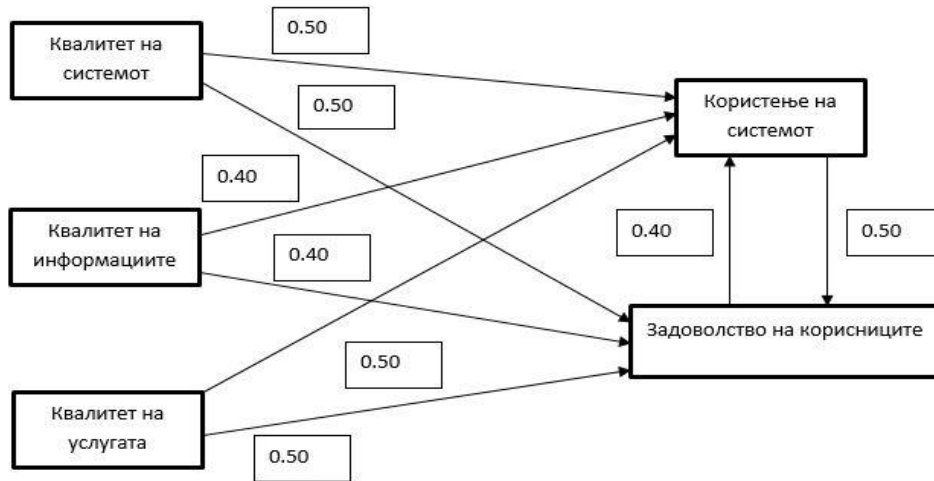 Квалитет на
системот
0.50
0.50
Користење на
системот
0.40
Квалитет на
информациите
0.40
0.40
0.50
Задоволство на корисниците
0.50
Квалитет на
услугата
0.50